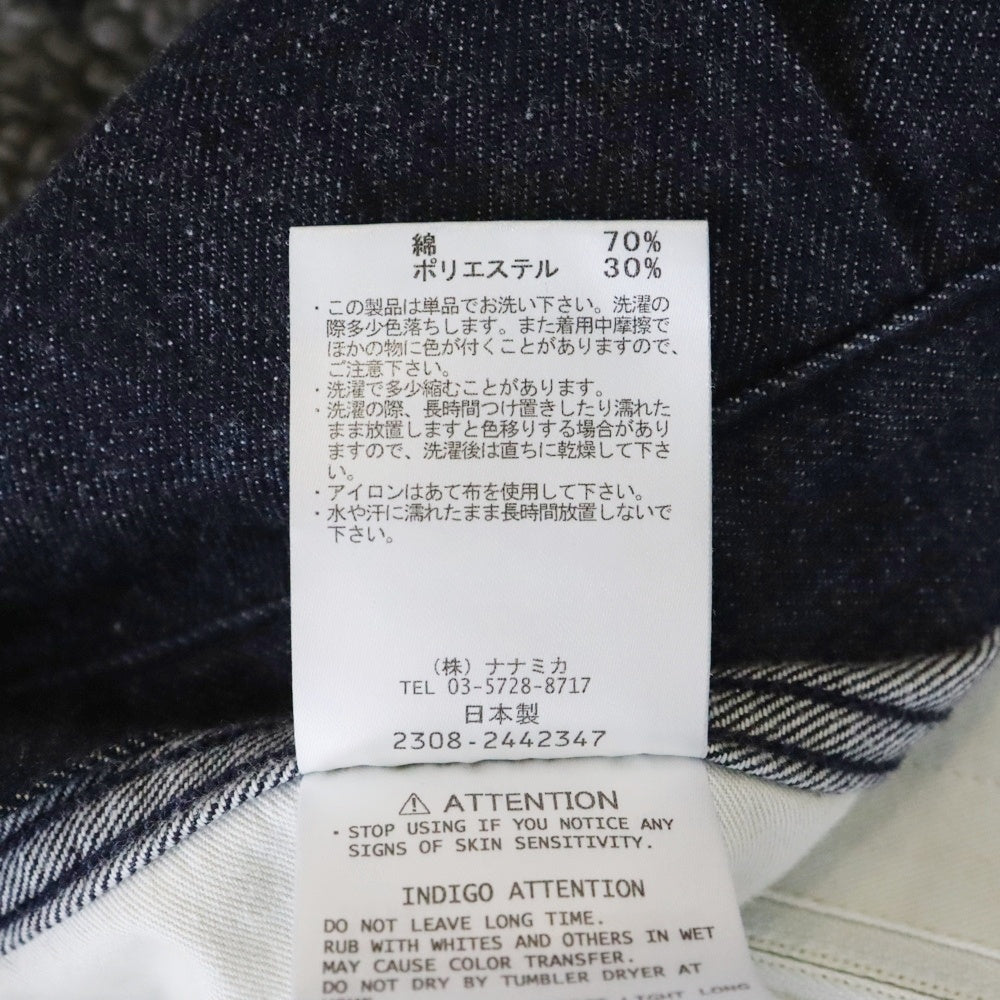 綿 70%
ポリエステル 30%
・この製品は単品でお洗い下さい。洗濯の
際多少色落ちします。また着用中摩擦で
ほかの物に色が付くことがありますので、
ご注意下さい。
・洗濯で多少縮むことがあります。
・洗濯の際、長時間つけ置きしたり濡れた
まま放置しますと色移りする場合があり
ますので、洗濯後は直ちに乾燥して下さ
い。
・アイロンはあて布を使用して下さい。
・水や汗に濡れたまま長時間放置しないで
下さい。
（株）ナナミカ
TEL 03-5728-8717
日本製
2308-2442347
⚠ ATTENTION
・STOP USING IF YOU NOTICE ANY
SIGNS OF SKIN SENSITIVITY.
INDIGO ATTENTION
DO NOT LEAVE LONG TIME.
RUB WITH WHITES AND OTHERS IN WET
MAY CAUSE COLOR TRANSFER.
DO NOT DRY BY TUMBLER DRYER AT
LIGHT LONG